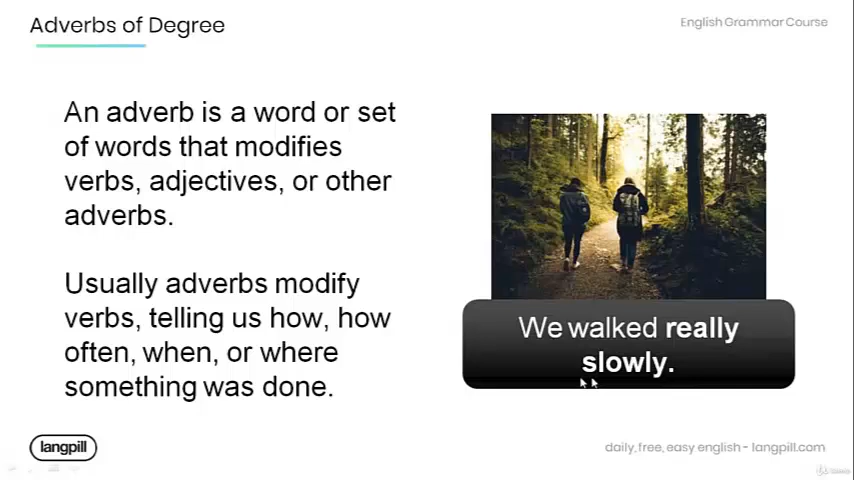 Adverbs of Degree
English Grammar Course
An adverb is a word or set
of words that modifies
verbs, adjectives, or other
adverbs.
Usually adverbs modify
verbs, telling us how, how
often, when, or where
something was done.
We walked really
slowly.
langpill
daily, free, easy english - langpill.com